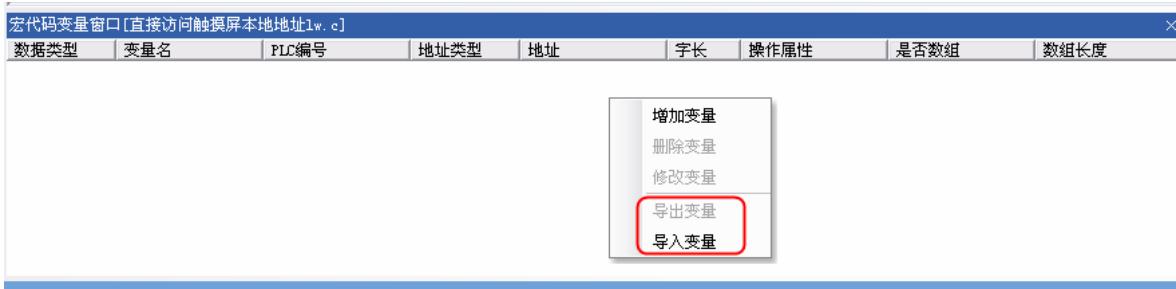 宏代码变量窗口[直接访问触摸屏本地地址lw.c]
数据类型 变量名 PLC编号 地址类型 地址 字长 操作属性 是否数组 数组长度
增加变量
删除变量
修改变量
导出变量
导入变量